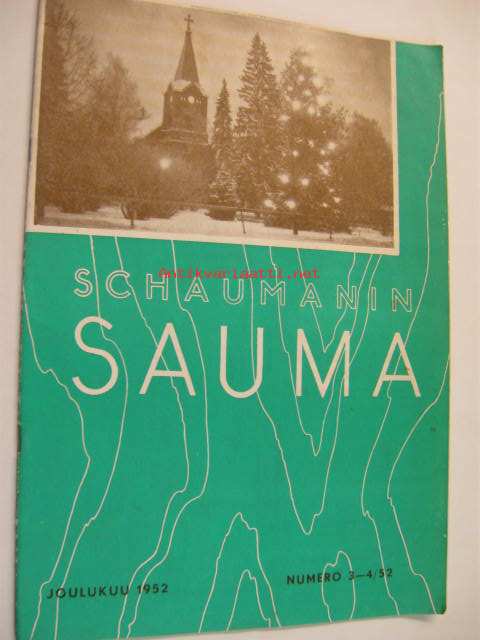 Antikvariaatti.net
SCHAUMANIN
SAUMA
JOULUKUU 1952
NUMERO 3—4/52